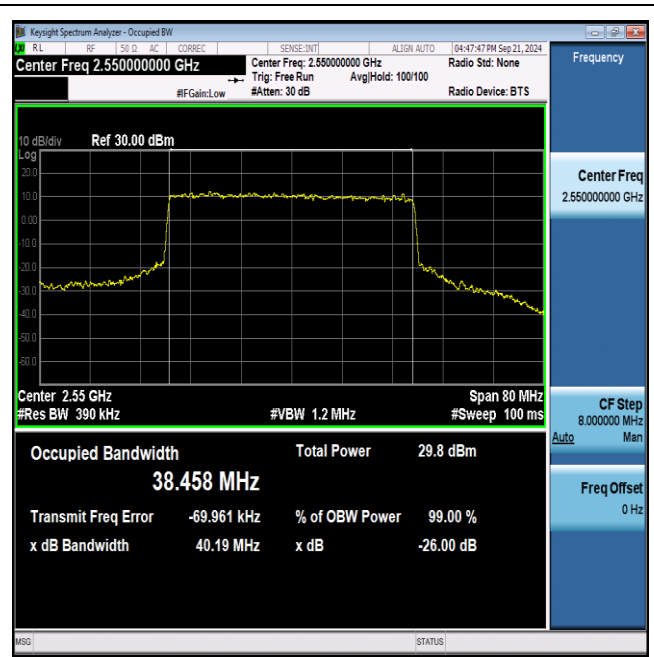 Keysight Spectrum Analyzer - Occupied BW
LXI RL RF 50 Ω AC CORREC SENSE:INT ALIGN AUTO 04:47:47 PM Sep 21, 2024
Center Freq 2.550000000 GHz
Center Freq: 2.550000000 GHz
Radio Std: None
Trig: Free Run Avg|Hold: 100/100
#IFGain:Low #Atten: 30 dB Radio Device: BTS
10 dB/div Ref 30.00 dBm
Log
20.0
10.0
0.00
-10.0
-20.0
-30.0
-40.0
-50.0
-60.0
Center 2.55 GHz Span 80 MHz
#Res BW 390 kHz #VBW 1.2 MHz #Sweep 100 ms
Occupied Bandwidth Total Power 29.8 dBm
38.458 MHz
Transmit Freq Error -69.961 kHz % of OBW Power 99.00 %
x dB Bandwidth 40.19 MHz x dB -26.00 dB
MSG STATUS
Frequency
Center Freq
2.550000000 GHz
CF Step
8.000000 MHz
Auto Man
Freq Offset
0 Hz